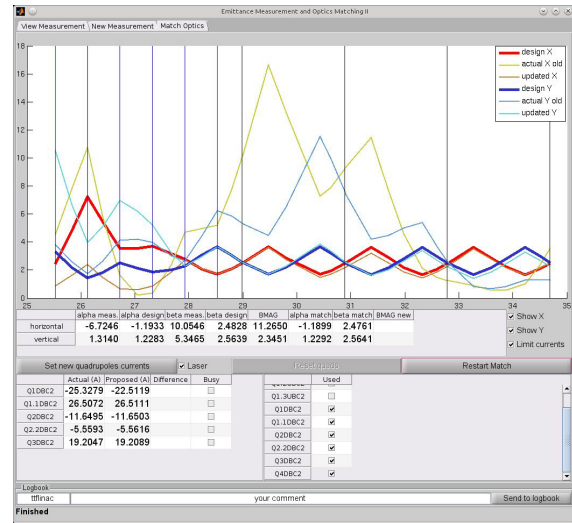 Emittance Measurement and Optics Matching II
View Measurement New Measurement Match Optics
18
16
14
12
10
8
6
4
2
0
25 26 27 28 29 30 31 32 33 34 35
design X
actual X old
updated X
design Y
actual Y old
updated Y
alpha meas. alpha design beta meas. beta design BMAG alpha match beta match BMAG new
horizontal -6.7246 -1.1933 10.0546 2.4828 11.2650 -1.1899 2.4761
vertical 1.3140 1.2283 5.3465 2.5639 2.3451 1.2292 2.5641
Show X
Show Y
Limit currents
Set new quadrupoles currents Laser Restart Match
Actual (A) Proposed (A) Difference Busy
Q1DBC2 -25.3279 -22.5119
Q1.1DBC2 26.5072 26.5111
Q2DBC2 -11.6495 -11.6503
Q2.2DBC2 -5.5593 -5.5616
Q3DBC2 19.2047 19.2089
Used
Q1.3UBC2
Q1DBC2
Q1.1DBC2
Q2DBC2
Q2.2DBC2
Q3DBC2
Q4DBC2
Logbook
ttflinac your comment Send to logbook
Finished